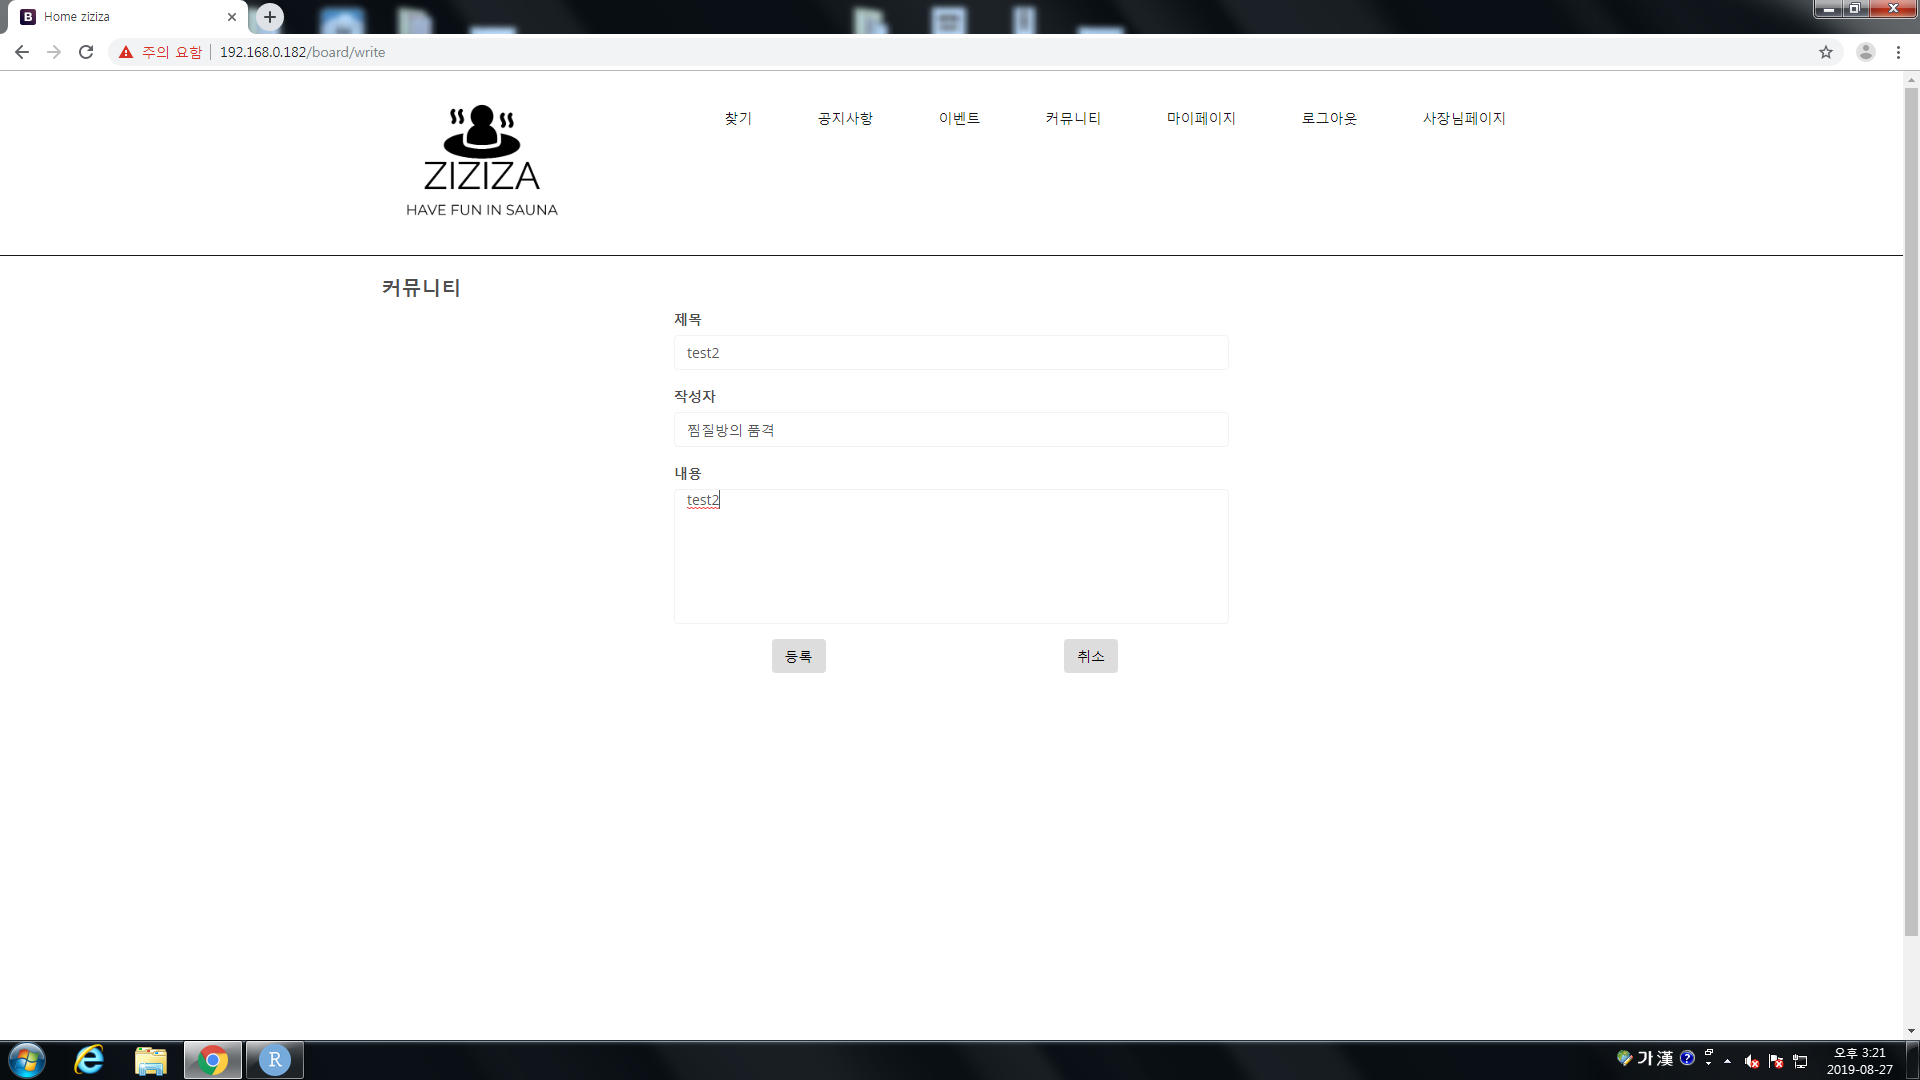 Home ziziza
주의 요함 192.168.0.182/board/write
ZIZIZA
HAVE FUN IN SAUNA
찾기 공지사항 이벤트 커뮤니티 마이페이지 로그아웃 사장님페이지
커뮤니티
제목
test2
작성자
찜질방의 품격
내용
test2
등록 취소
가 漢
오후 3:21
2019-08-27